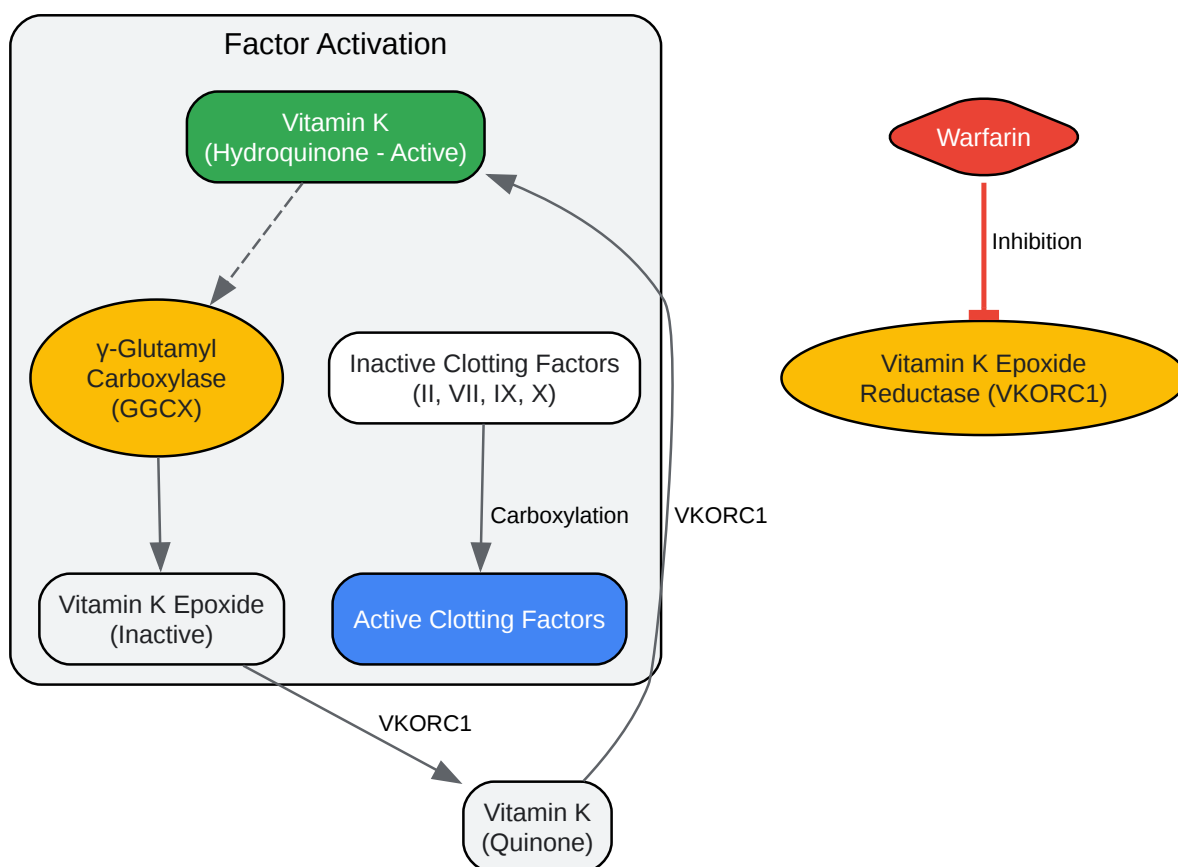 Factor Activation
Vitamin K
(Hydroquinone - Active)
Warfarin
Inhibition
γ-Glutamyl
Carboxylase
(GGCX)
Inactive Clotting Factors
(II, VII, IX, X)
Vitamin K Epoxide
Reductase (VKORC1)
Carboxylation
VKORC1
Vitamin K Epoxide
(Inactive)
Active Clotting Factors
VKORC1
Vitamin K
(Quinone)